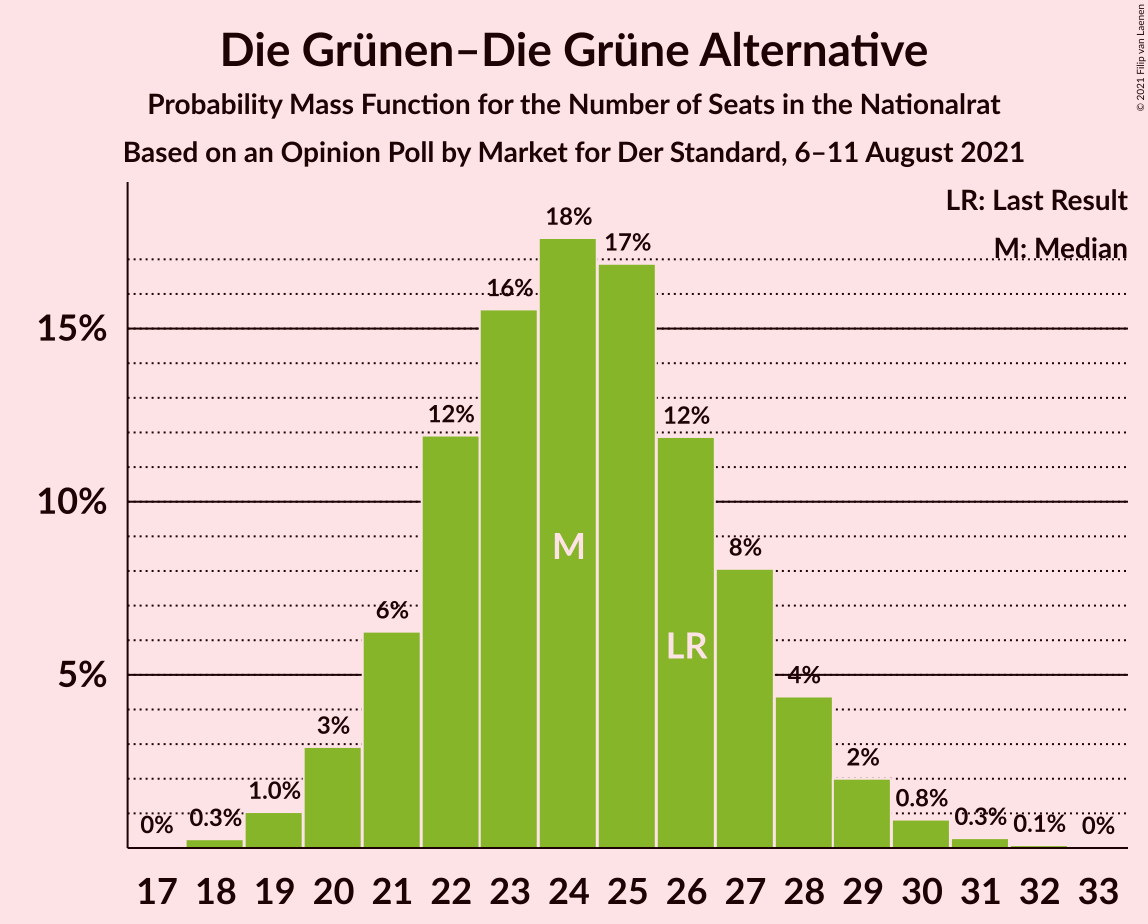 Die Grünen–Die Grüne Alternative
Probability Mass Function for the Number of Seats in the Nationalrat
Based on an Opinion Poll by Market for Der Standard, 6–11 August 2021
© 2021 Filip van Laenen
LR: Last Result
M: Median
15%
10%
5%
0%
0.3%
1.0%
3%
6%
12%
16%
18%
17%
12%
8%
4%
2%
0.8%
0.3%
0.1%
0%
M
LR
17 18 19 20 21 22 23 24 25 26 27 28 29 30 31 32 33